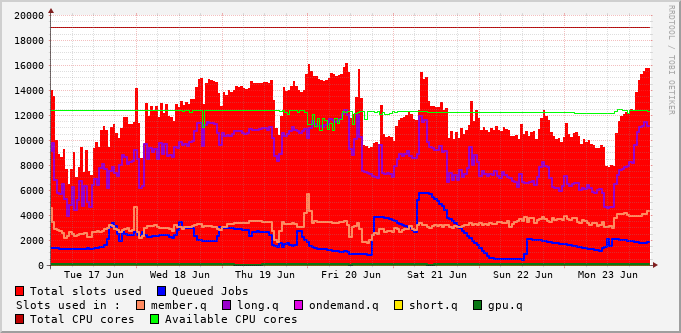 RRDTOOL / TOBI OETIKER
20000
18000
16000
14000
12000
10000
8000
6000
4000
2000
0
Tue 17 Jun Wed 18 Jun Thu 19 Jun Fri 20 Jun Sat 21 Jun Sun 22 Jun Mon 23 Jun
Total slots used Queued Jobs
Slots used in : member.q long.q ondemand.q short.q gpu.q
Total CPU cores Available CPU cores